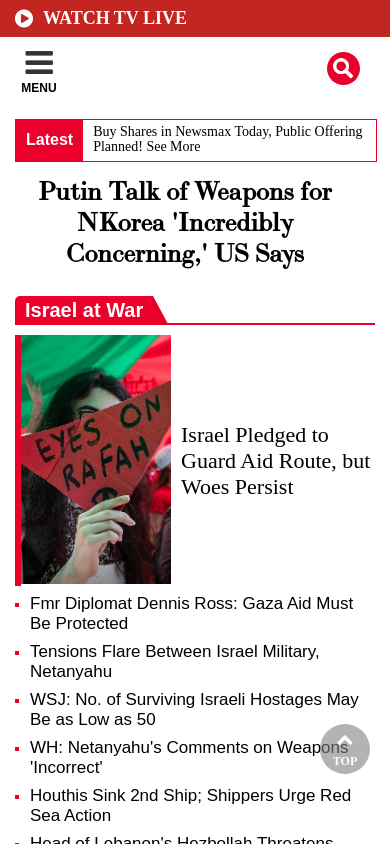 WATCH TV LIVE
MENU
Latest
Buy Shares in Newsmax Today, Public Offering
Planned! See More
Putin Talk of Weapons for
NKorea 'Incredibly
Concerning,' US Says
Israel at War
EYES ON
RAFAH
Israel Pledged to
Guard Aid Route, but
Woes Persist
Fmr Diplomat Dennis Ross: Gaza Aid Must
Be Protected
Tensions Flare Between Israel Military,
Netanyahu
WSJ: No. of Surviving Israeli Hostages May
Be as Low as 50
WH: Netanyahu's Comments on Weapons
'Incorrect'
TOP
Houthis Sink 2nd Ship; Shippers Urge Red
Sea Action
Head of Lebanon's Hezbollah Threatens